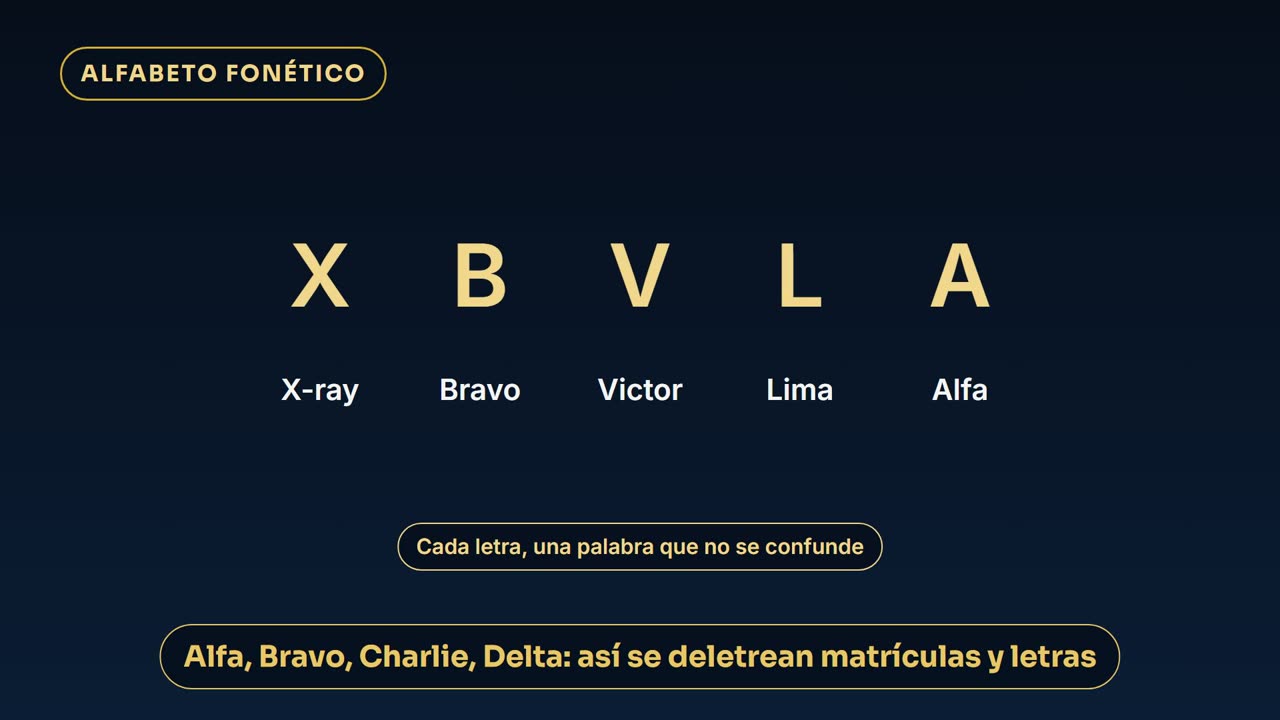 ALFABETO FONÉTICO
X B V L A
X-ray Bravo Victor Lima Alfa
Cada letra, una palabra que no se confunde
Alfa, Bravo, Charlie, Delta: así se deletrean matrículas y letras